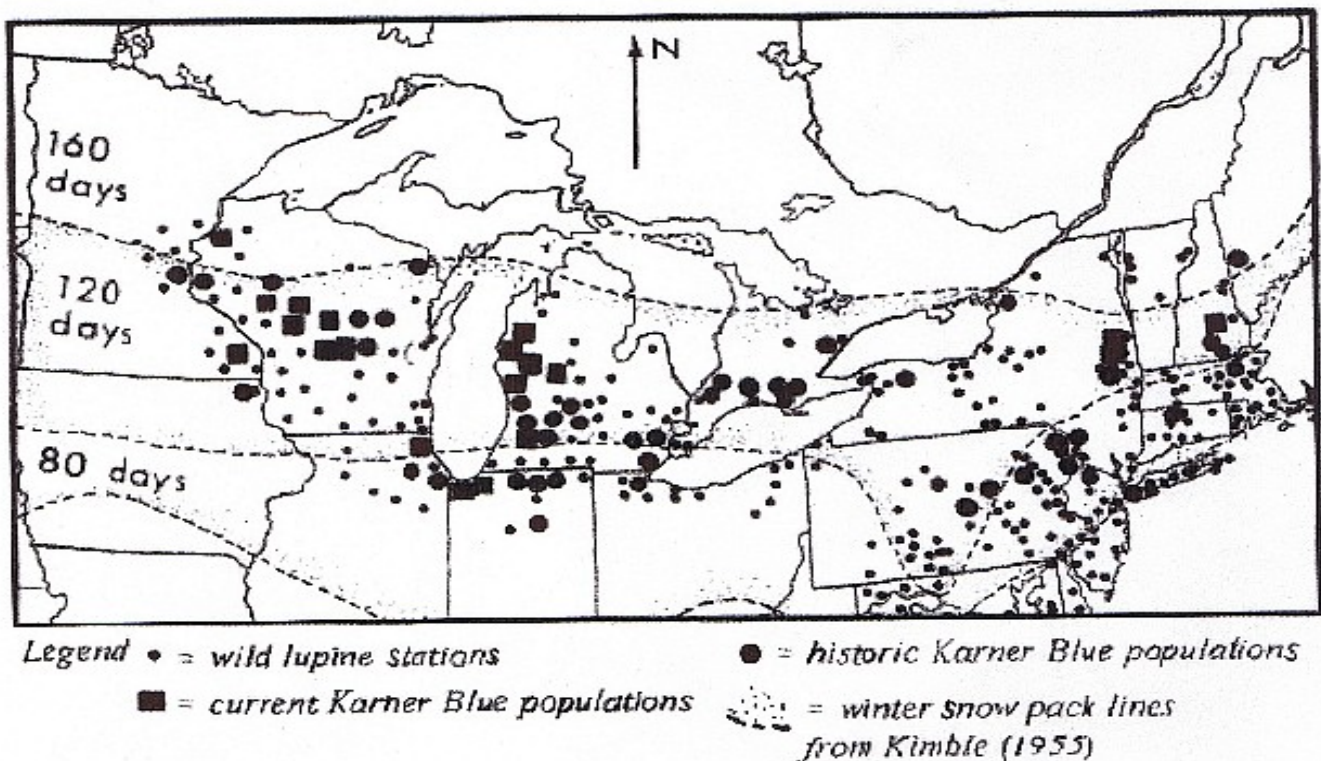 N
160
days
120
days
80 days
Legend • = wild lupine stations
● = historic Karner Blue populations
■ = current Karner Blue populations
= winter snow pack lines
from Kimble (1955)